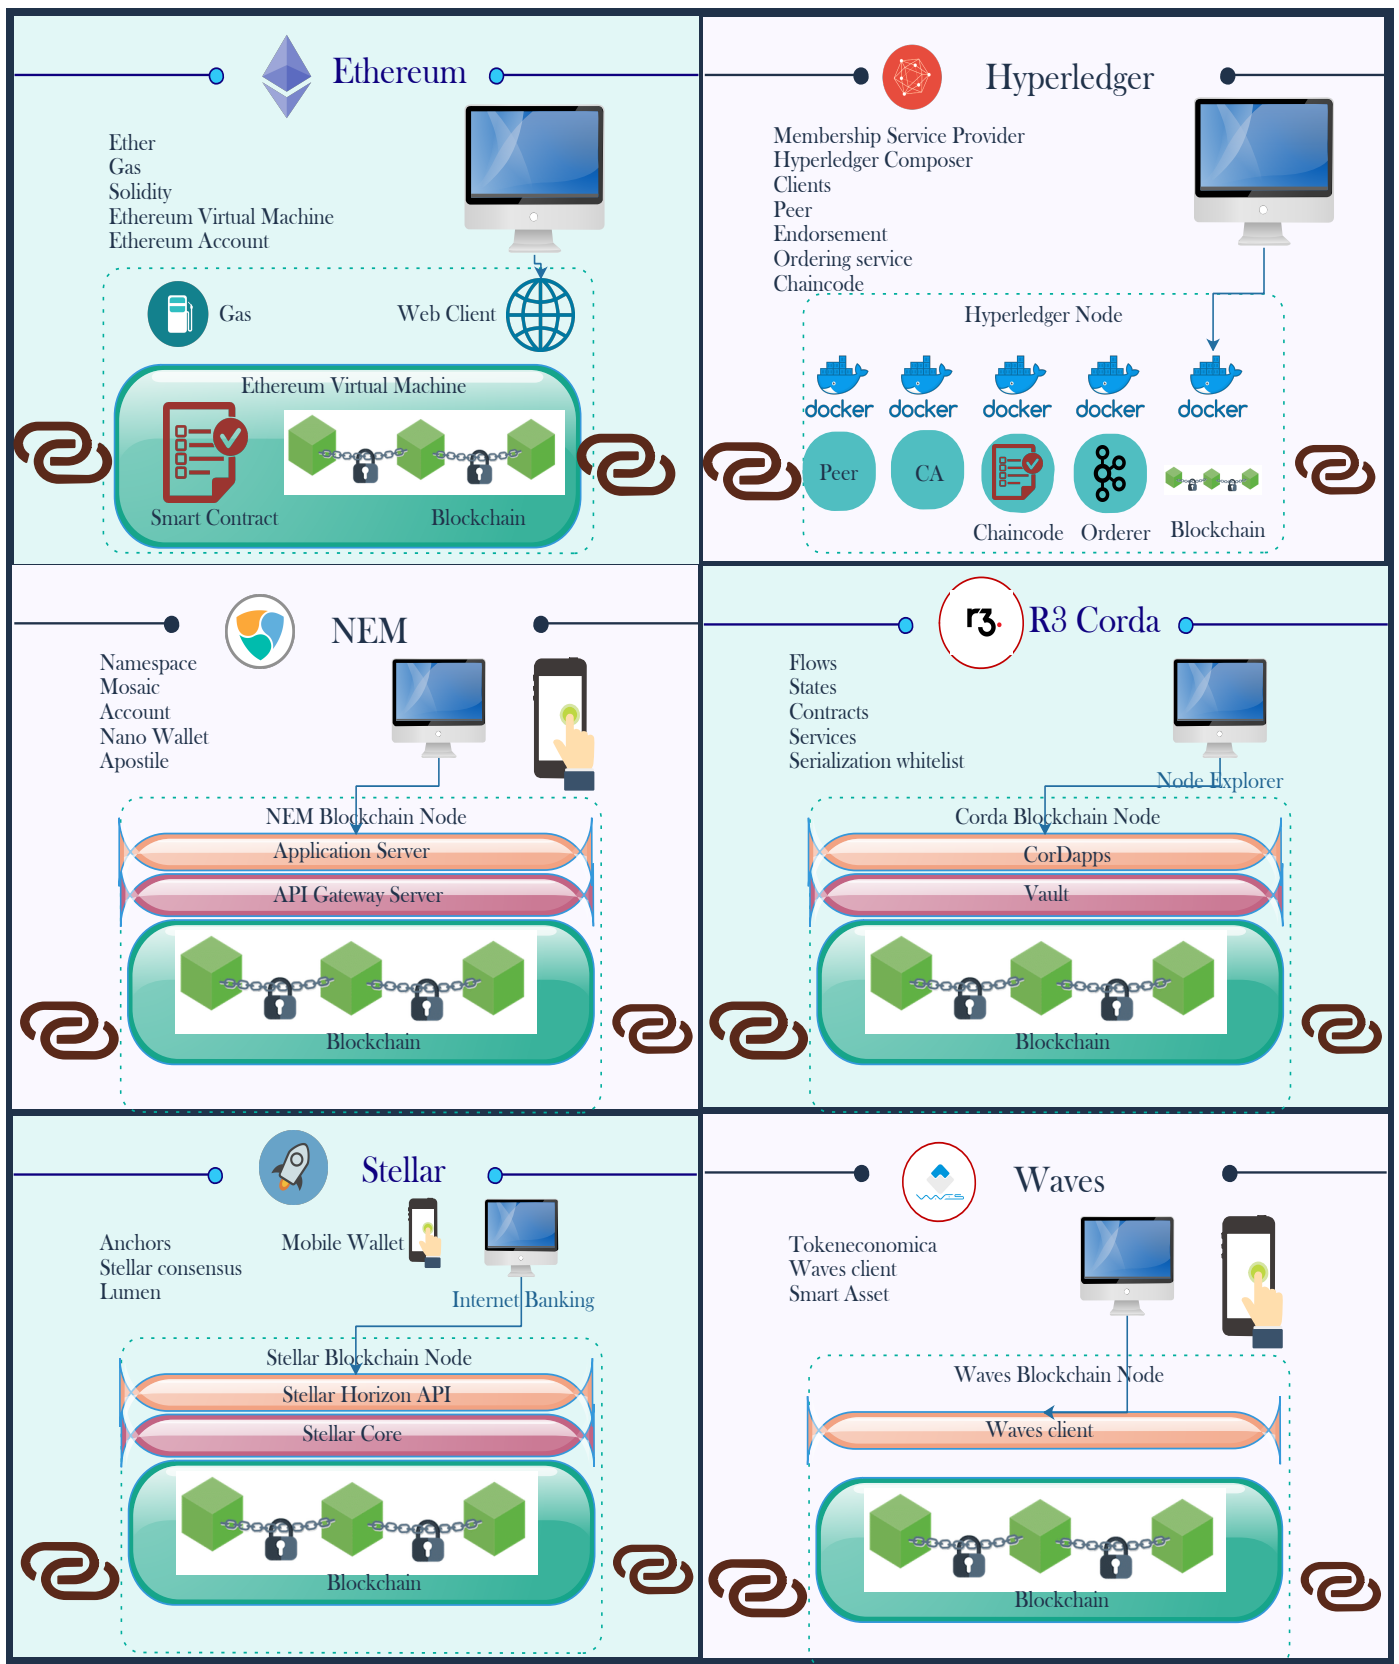 Ethereum
Ether
Gas
Solidity
Ethereum Virtual Machine
Ethereum Account
Gas
Web Client
Ethereum Virtual Machine
Smart Contract
Blockchain
Hyperledger
Membership Service Provider
Hyperledger Composer
Clients
Peer
Endorsement
Ordering service
Chaincode
Hyperledger Node
docker docker docker docker docker
Peer
CA
Chaincode
Orderer
Blockchain
NEM
Namespace
Mosaic
Account
Nano Wallet
Apostile
NEM Blockchain Node
Application Server
API Gateway Server
Blockchain
r3.
R3 Corda
Flows
States
Contracts
Services
Serialization whitelist
Node Explorer
Corda Blockchain Node
CorDapps
Vault
Blockchain
Stellar
Anchors
Stellar consensus
Lumen
Mobile Wallet
Internet Banking
Stellar Blockchain Node
Stellar Horizon API
Stellar Core
Blockchain
WAVES
Waves
Tokeneconomica
Waves client
Smart Asset
Waves Blockchain Node
Waves client
Blockchain